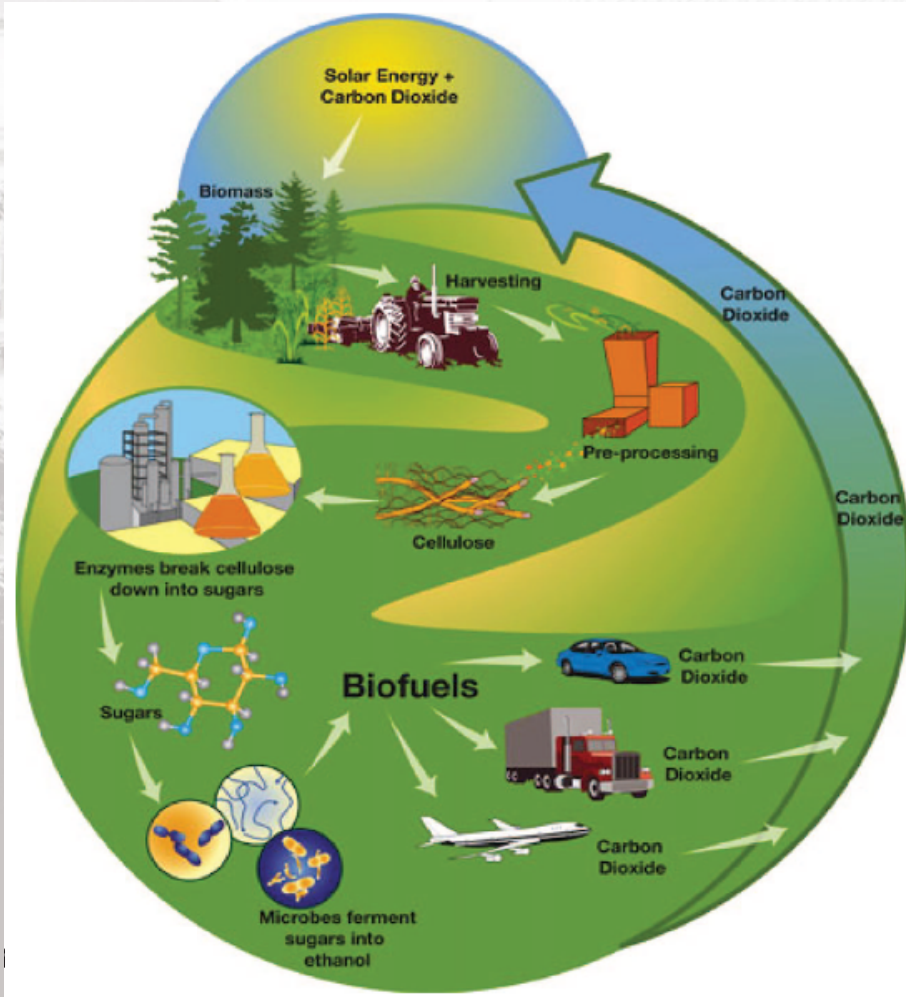 Solar Energy +
Carbon Dioxide
Biomass
Harvesting
Carbon
Dioxide
Pre-processing
Carbon
Dioxide
Cellulose
Enzymes break cellulose
down into sugars
Sugars
Biofuels
Carbon
Dioxide
Carbon
Dioxide
Carbon
Dioxide
Microbes ferment
sugars into
ethanol